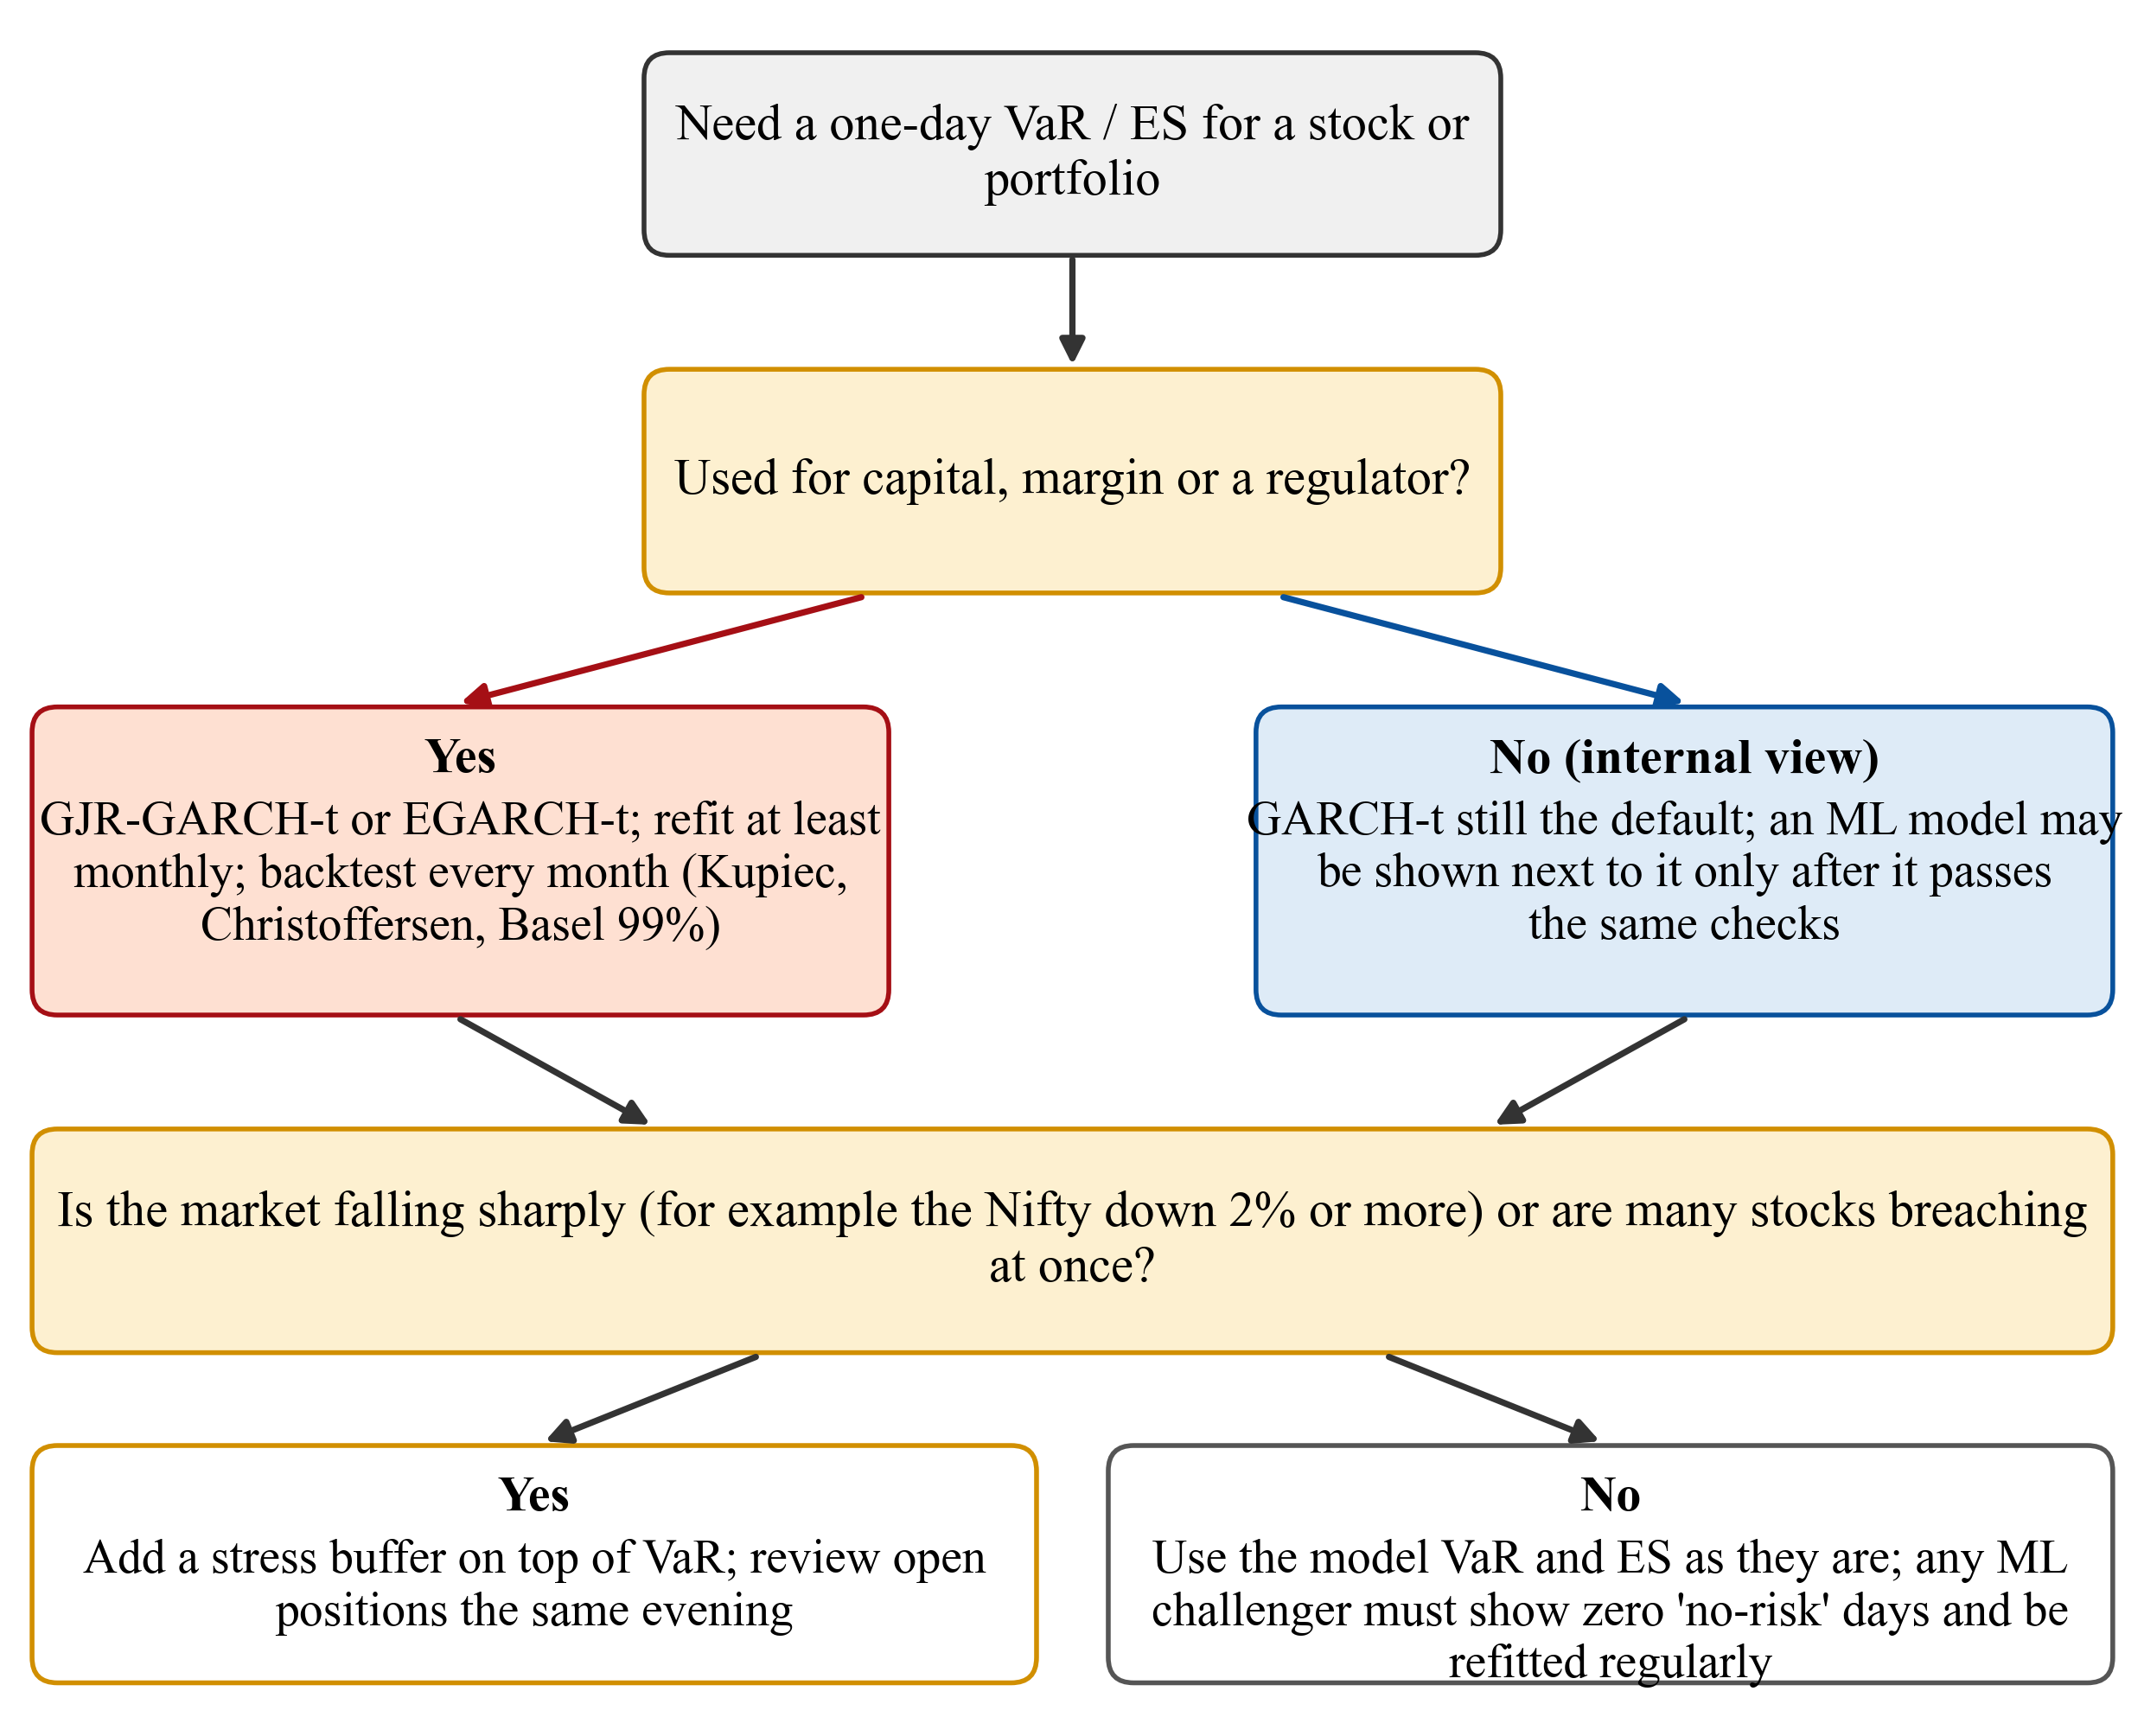 Need a one-day VaR / ES for a stock or
portfolio
Used for capital, margin or a regulator?
Yes
GJR-GARCH-t or EGARCH-t; refit at least
monthly; backtest every month (Kupiec,
Christoffersen, Basel 99%)
No (internal view)
GARCH-t still the default; an ML model may
be shown next to it only after it passes
the same checks
Is the market falling sharply (for example the Nifty down 2% or more) or are many stocks breaching
at once?
Yes
Add a stress buffer on top of VaR; review open
positions the same evening
No
Use the model VaR and ES as they are; any ML
challenger must show zero 'no-risk' days and be
refitted regularly